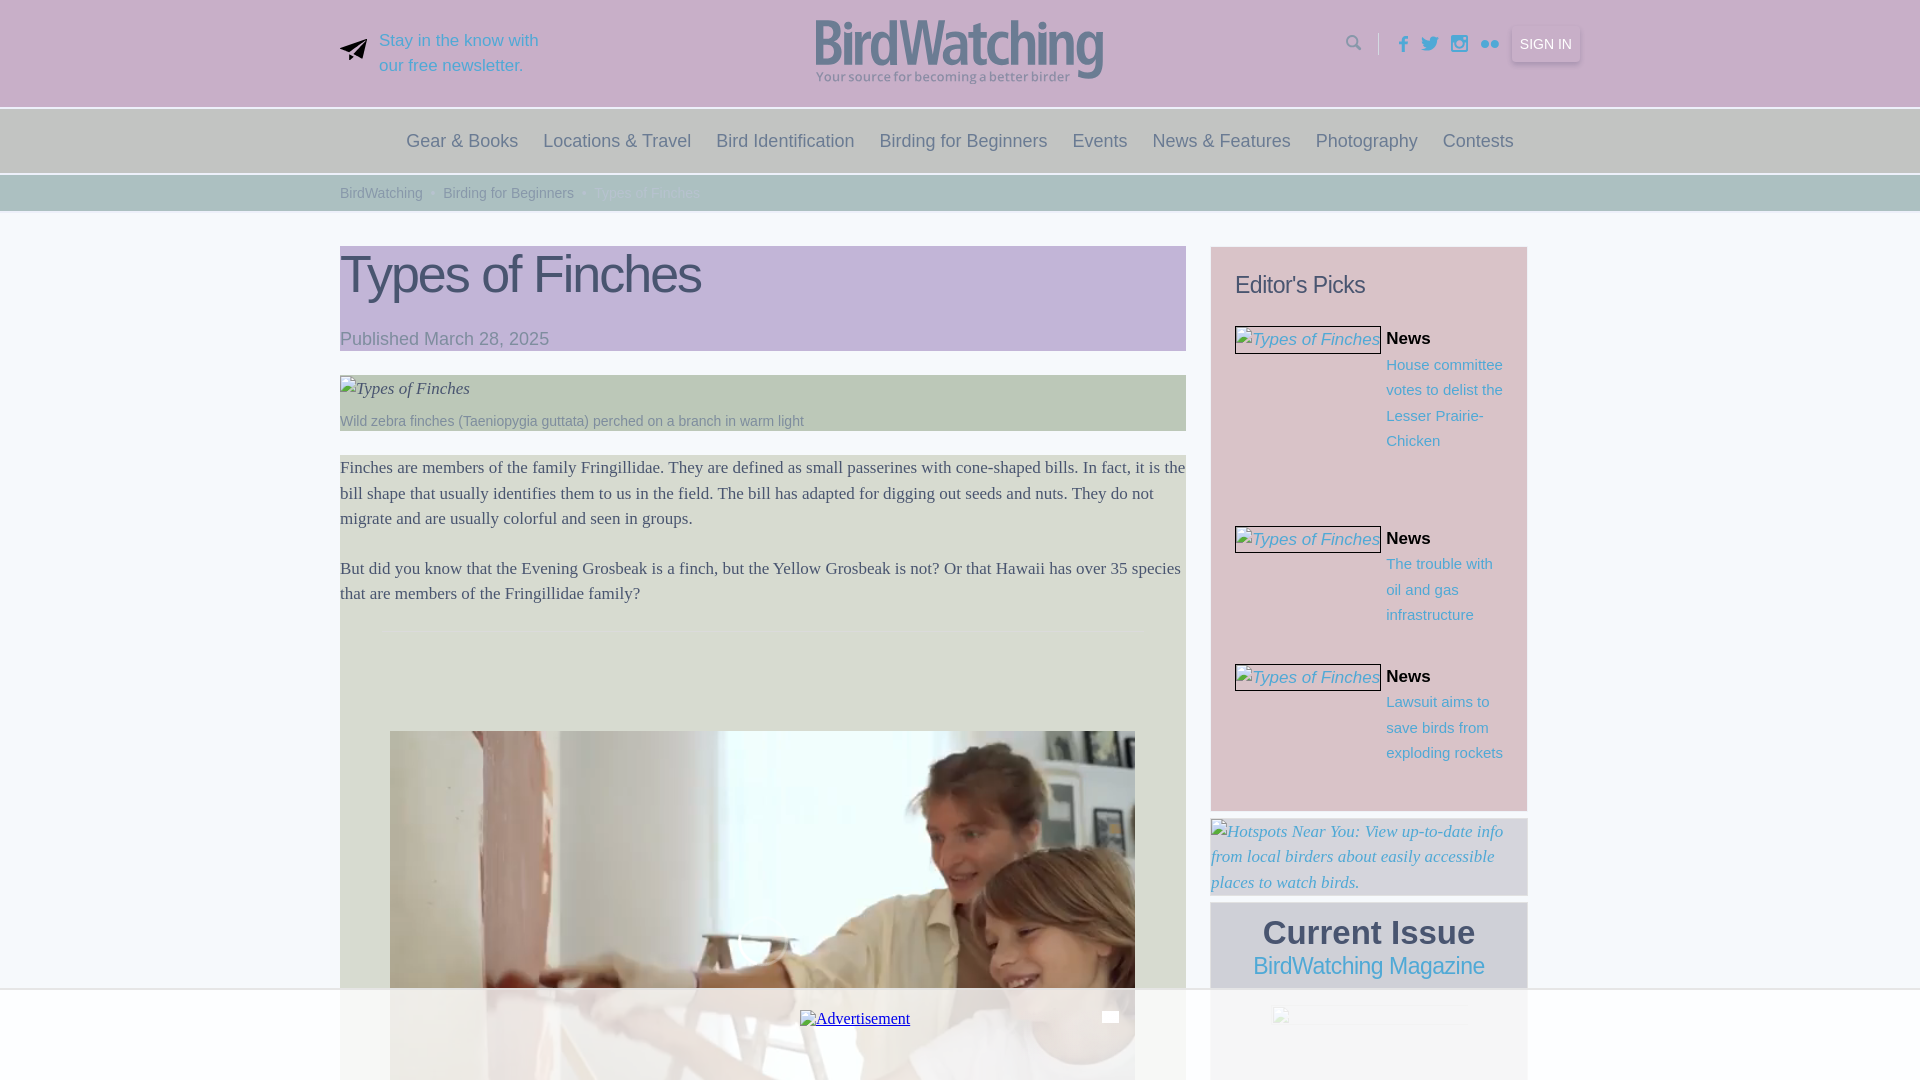 Stay in the know with
our free newsletter.
BirdWatching
Your source for becoming a better birder
SIGN IN
Gear & Books Locations & Travel Bird Identification Birding for Beginners Events News & Features Photography Contests
BirdWatching • Birding for Beginners • Types of Finches
Types of Finches
Published March 28, 2025
Types of Finches
Wild zebra finches (Taeniopygia guttata) perched on a branch in warm light
Finches are members of the family Fringillidae. They are defined as small passerines with cone-shaped bills. In fact, it is the
bill shape that usually identifies them to us in the field. The bill has adapted for digging out seeds and nuts. They do not
migrate and are usually colorful and seen in groups.
But did you know that the Evening Grosbeak is a finch, but the Yellow Grosbeak is not? Or that Hawaii has over 35 species
that are members of the Fringillidae family?
Editor's Picks
Types of Finches
News
House committee
votes to delist the
Lesser Prairie-
Chicken
Types of Finches
News
The trouble with
oil and gas
infrastructure
Types of Finches
News
Lawsuit aims to
save birds from
exploding rockets
Hotspots Near You: View up-to-date info
from local birders about easily accessible
places to watch birds.
Current Issue
BirdWatching Magazine
Advertisement